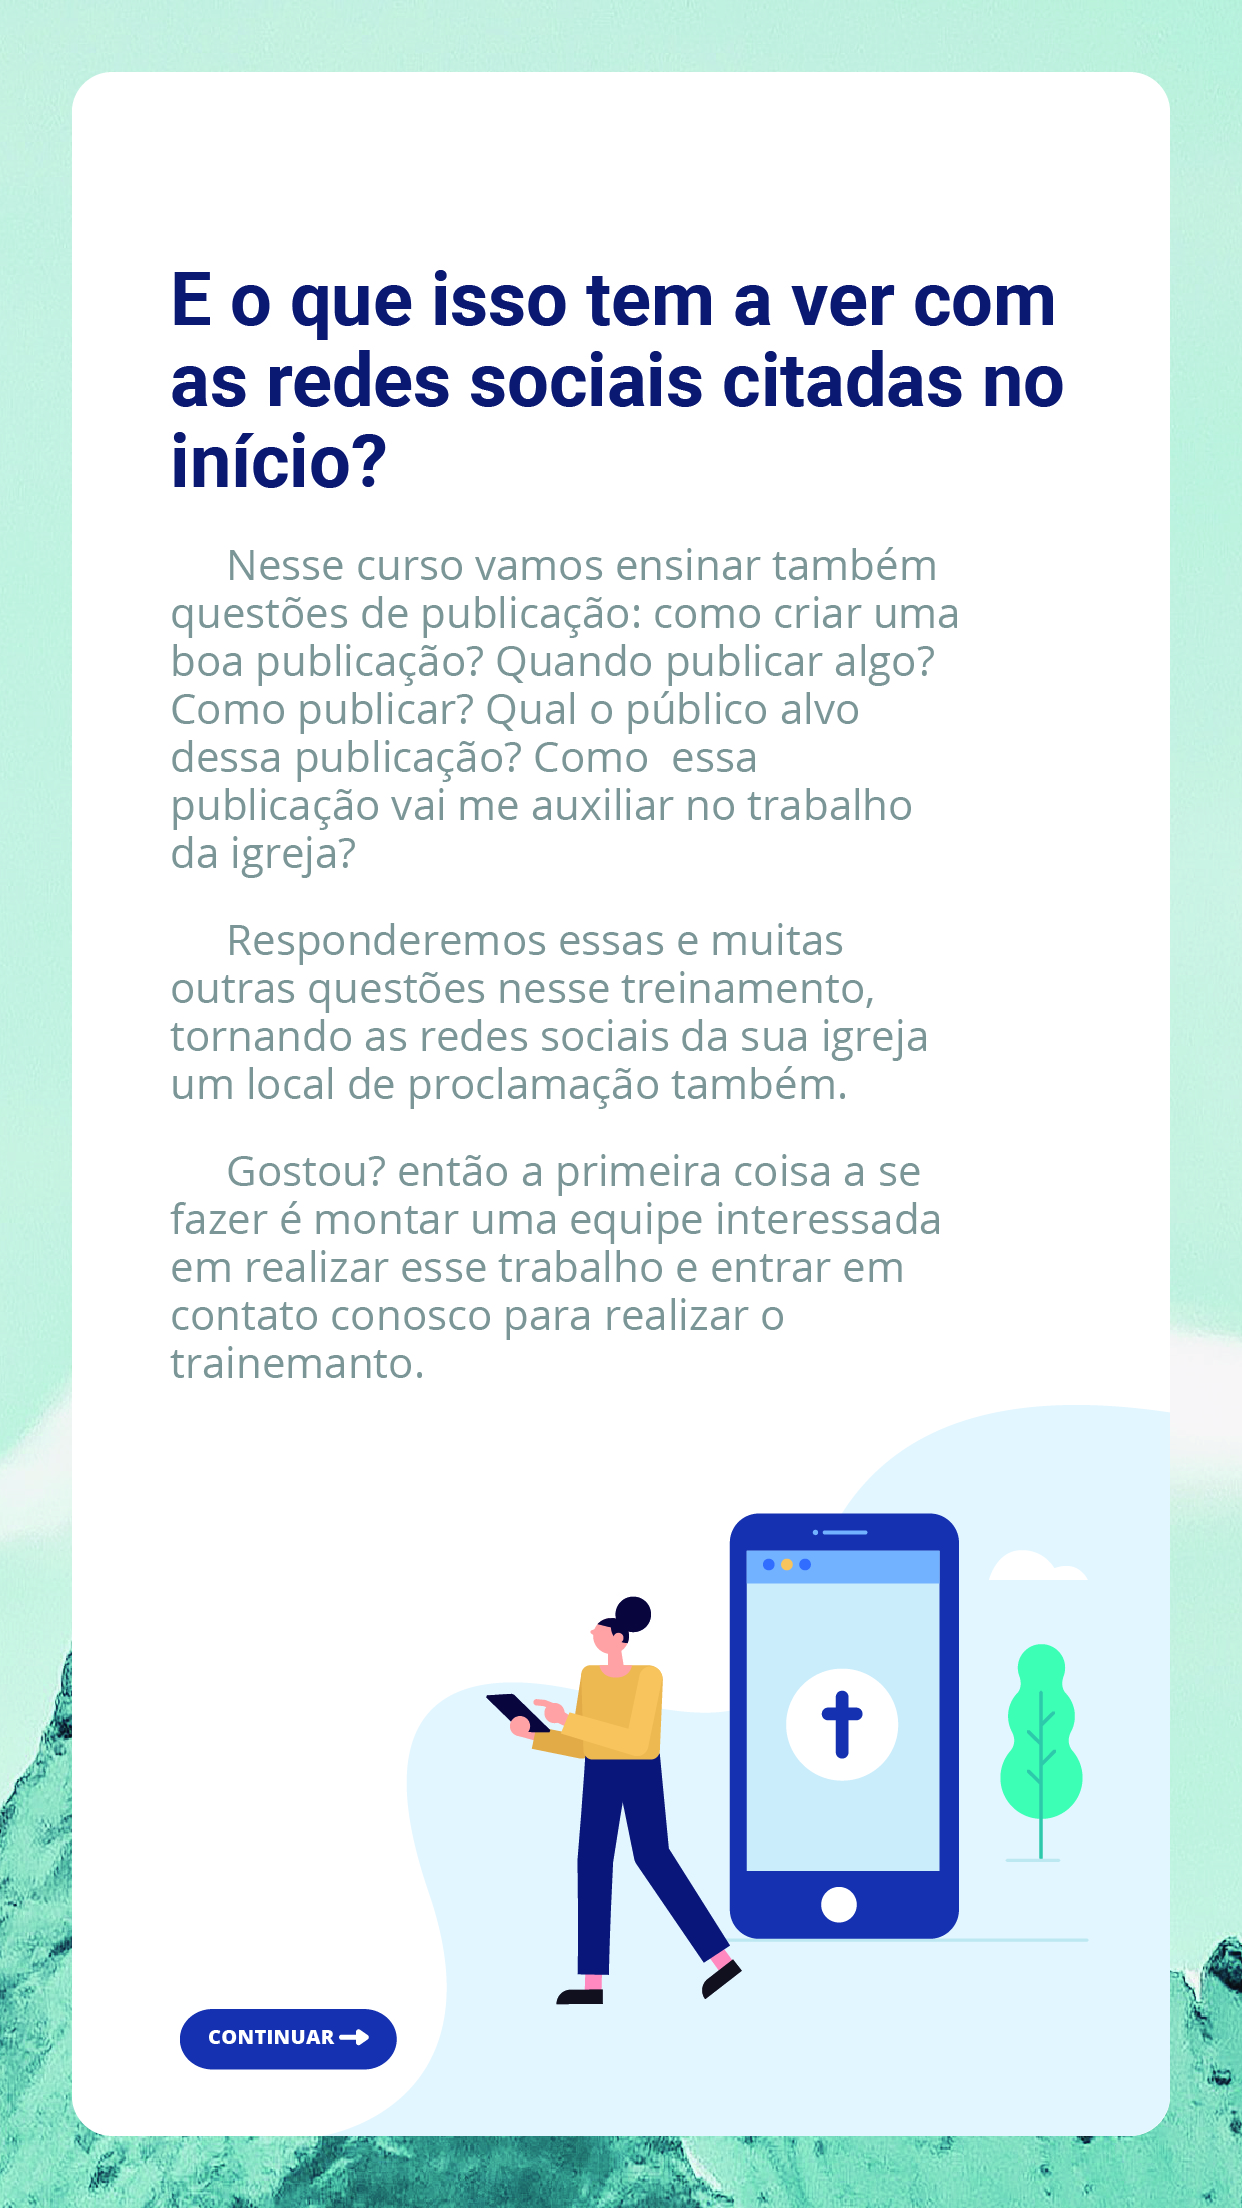 E o que isso tem a ver com
as redes sociais citadas no
início?
Nesse curso vamos ensinar também
questões de publicação: como criar uma
boa publicação? Quando publicar algo?
Como publicar? Qual o público alvo
dessa publicação? Como  essa
publicação vai me auxiliar no trabalho
da igreja?
Responderemos essas e muitas
outras questões nesse treinamento,
tornando as redes sociais da sua igreja
um local de proclamação também.
Gostou? então a primeira coisa a se
fazer é montar uma equipe interessada
em realizar esse trabalho e entrar em
contato conosco para realizar o
trainemanto.
CONTINUAR